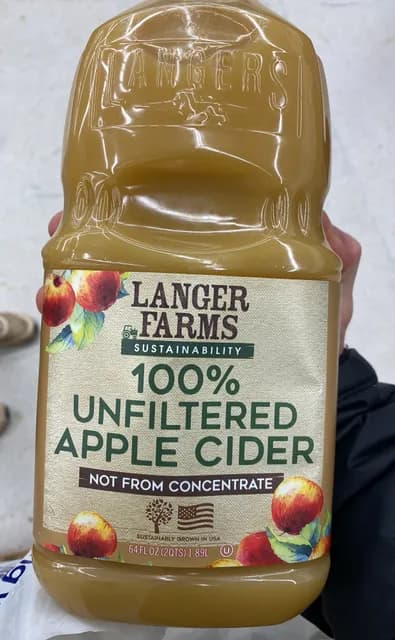 LANGERS
LANGER
FARMS
SUSTAINABILITY
100%
UNFILTERED
APPLE CIDER
NOT FROM CONCENTRATE
SUSTAINABLY GROWN IN USA
64 FL OZ (2QTS) 1.89L U